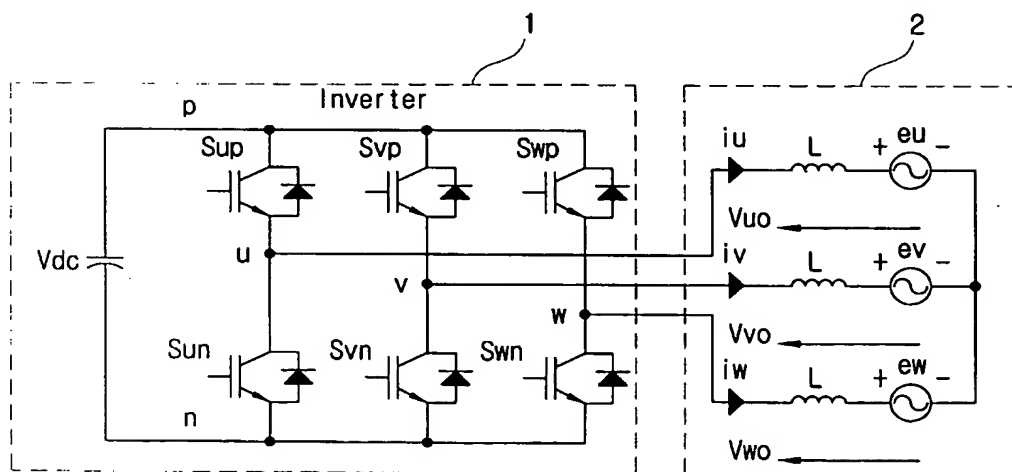 1
2
p
Inverter
Sup
Svp
Swp
iu
L
+
eu
-
Vuo
Vdc
u
v
w
iv
L
+
ev
-
Vvo
Sun
Svn
Swn
iw
L
+
ew
-
n
Vwo